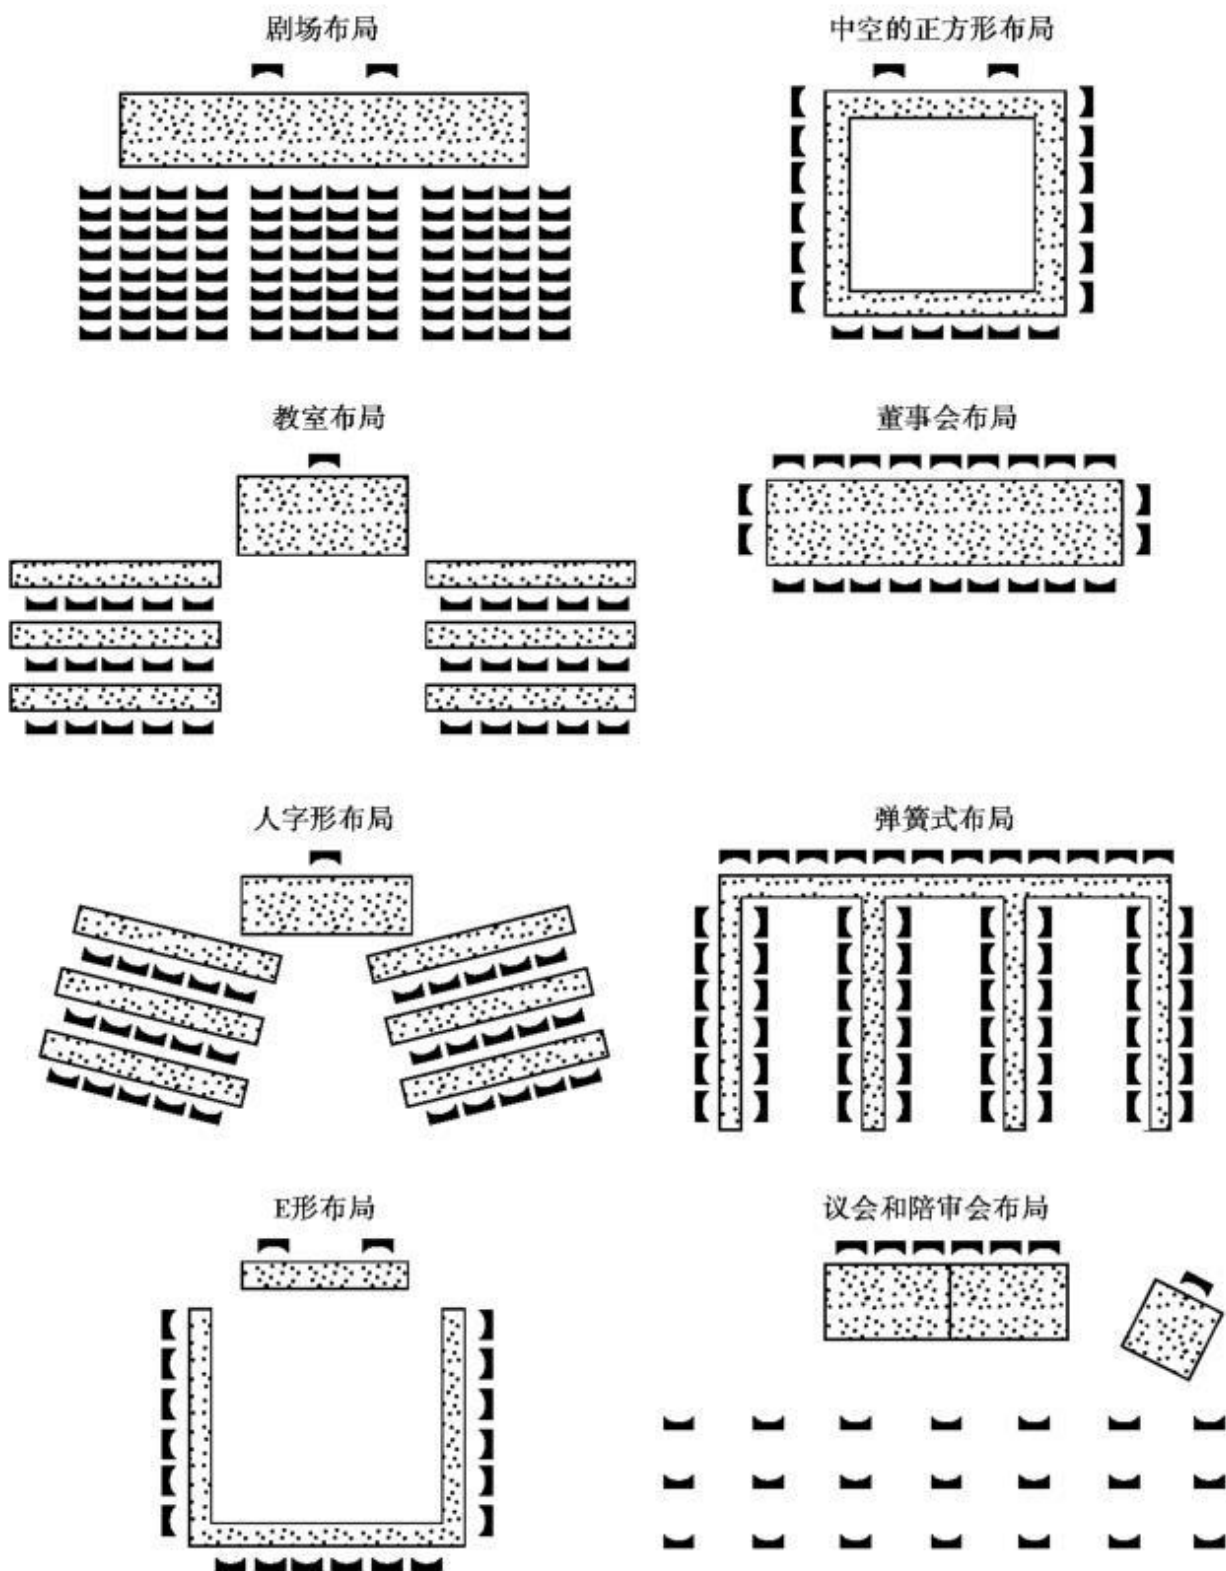 剧场布局
中空的正方形布局
教室布局
董事会布局
人字形布局
弹簧式布局
E形布局
议会和陪审会布局